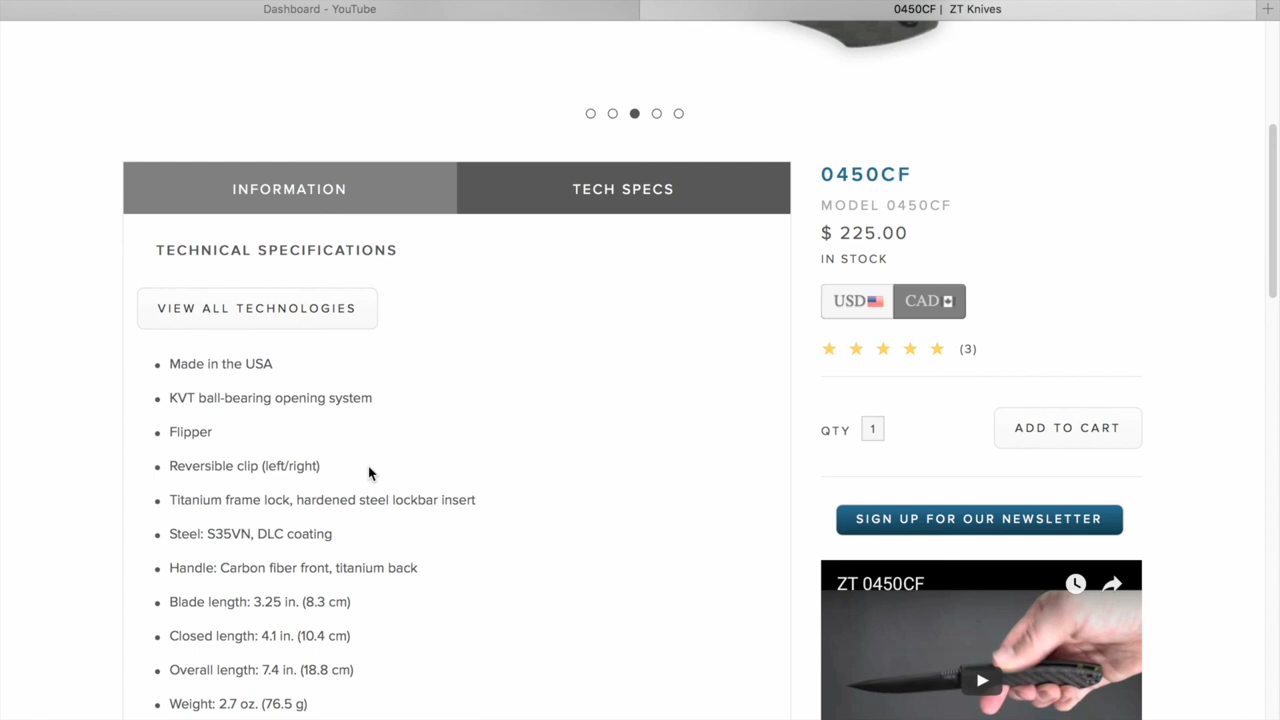 Dashboard - YouTube
0450CF | ZT Knives
INFORMATION
TECH SPECS
TECHNICAL SPECIFICATIONS
VIEW ALL TECHNOLOGIES
Made in the USA
KVT ball-bearing opening system
Flipper
Reversible clip (left/right)
Titanium frame lock, hardened steel lockbar insert
Steel: S35VN, DLC coating
Handle: Carbon fiber front, titanium back
Blade length: 3.25 in. (8.3 cm)
Closed length: 4.1 in. (10.4 cm)
Overall length: 7.4 in. (18.8 cm)
Weight: 2.7 oz. (76.5 g)
0450CF
MODEL 0450CF
$ 225.00
IN STOCK
USD CAD
(3)
QTY 1
ADD TO CART
SIGN UP FOR OUR NEWSLETTER
ZT 0450CF